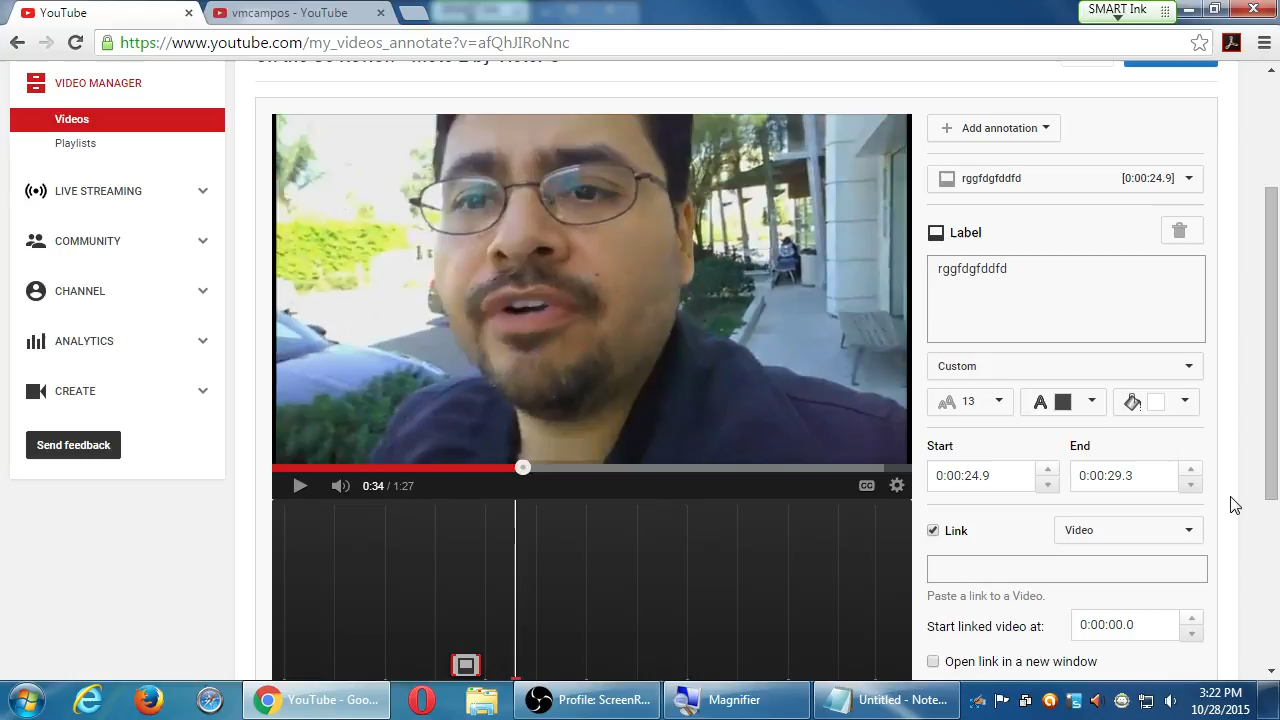 YouTube
vmcampos - YouTube
SMART Ink
https://www.youtube.com/my_videos_annotate?v=afQhJIRoNnc
VIDEO MANAGER
Videos
Playlists
LIVE STREAMING
COMMUNITY
CHANNEL
ANALYTICS
CREATE
Send feedback
0:34 / 1:27
CC
Add annotation
rggfdgfddfd [0:00:24.9]
Label
rggfdgfddfd
Custom
13
Start End
0:00:24.9 0:00:29.3
Link Video
Paste a link to a Video.
Start linked video at: 0:00:00.0
Open link in a new window
YouTube - Goo...
Profile: ScreenR...
Magnifier
Untitled - Note...
3:22 PM
10/28/2015